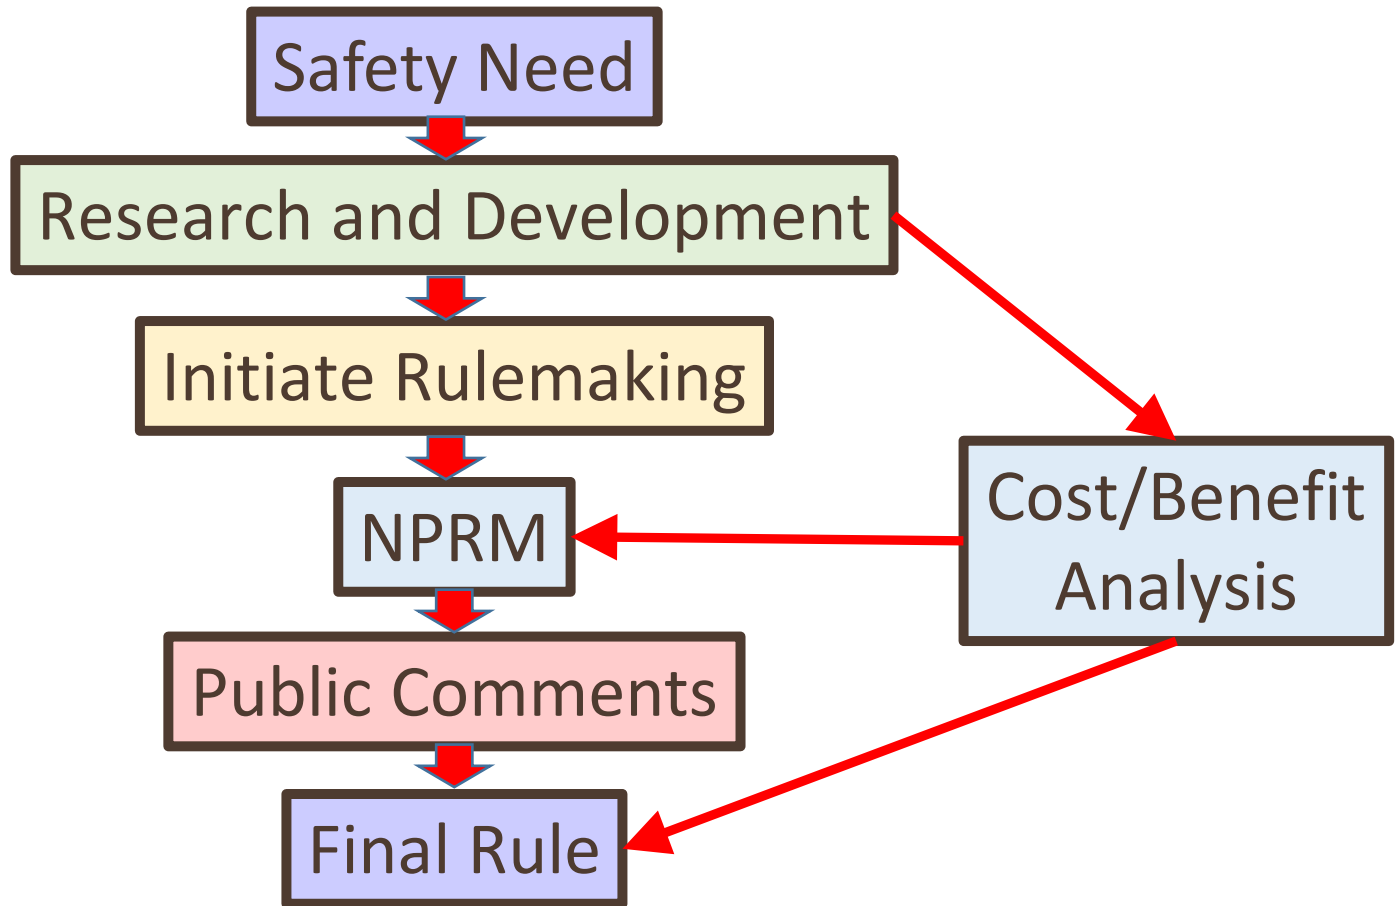 Safety Need
Research and Development
Initiate Rulemaking
NPRM
Cost/Benefit
Analysis
Public Comments
Final Rule